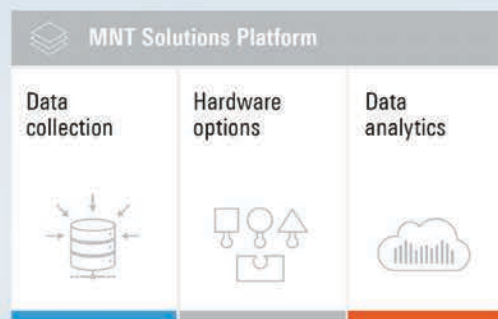 MNT Solutions Platform
Data
collection
Hardware
options
Data
analytics